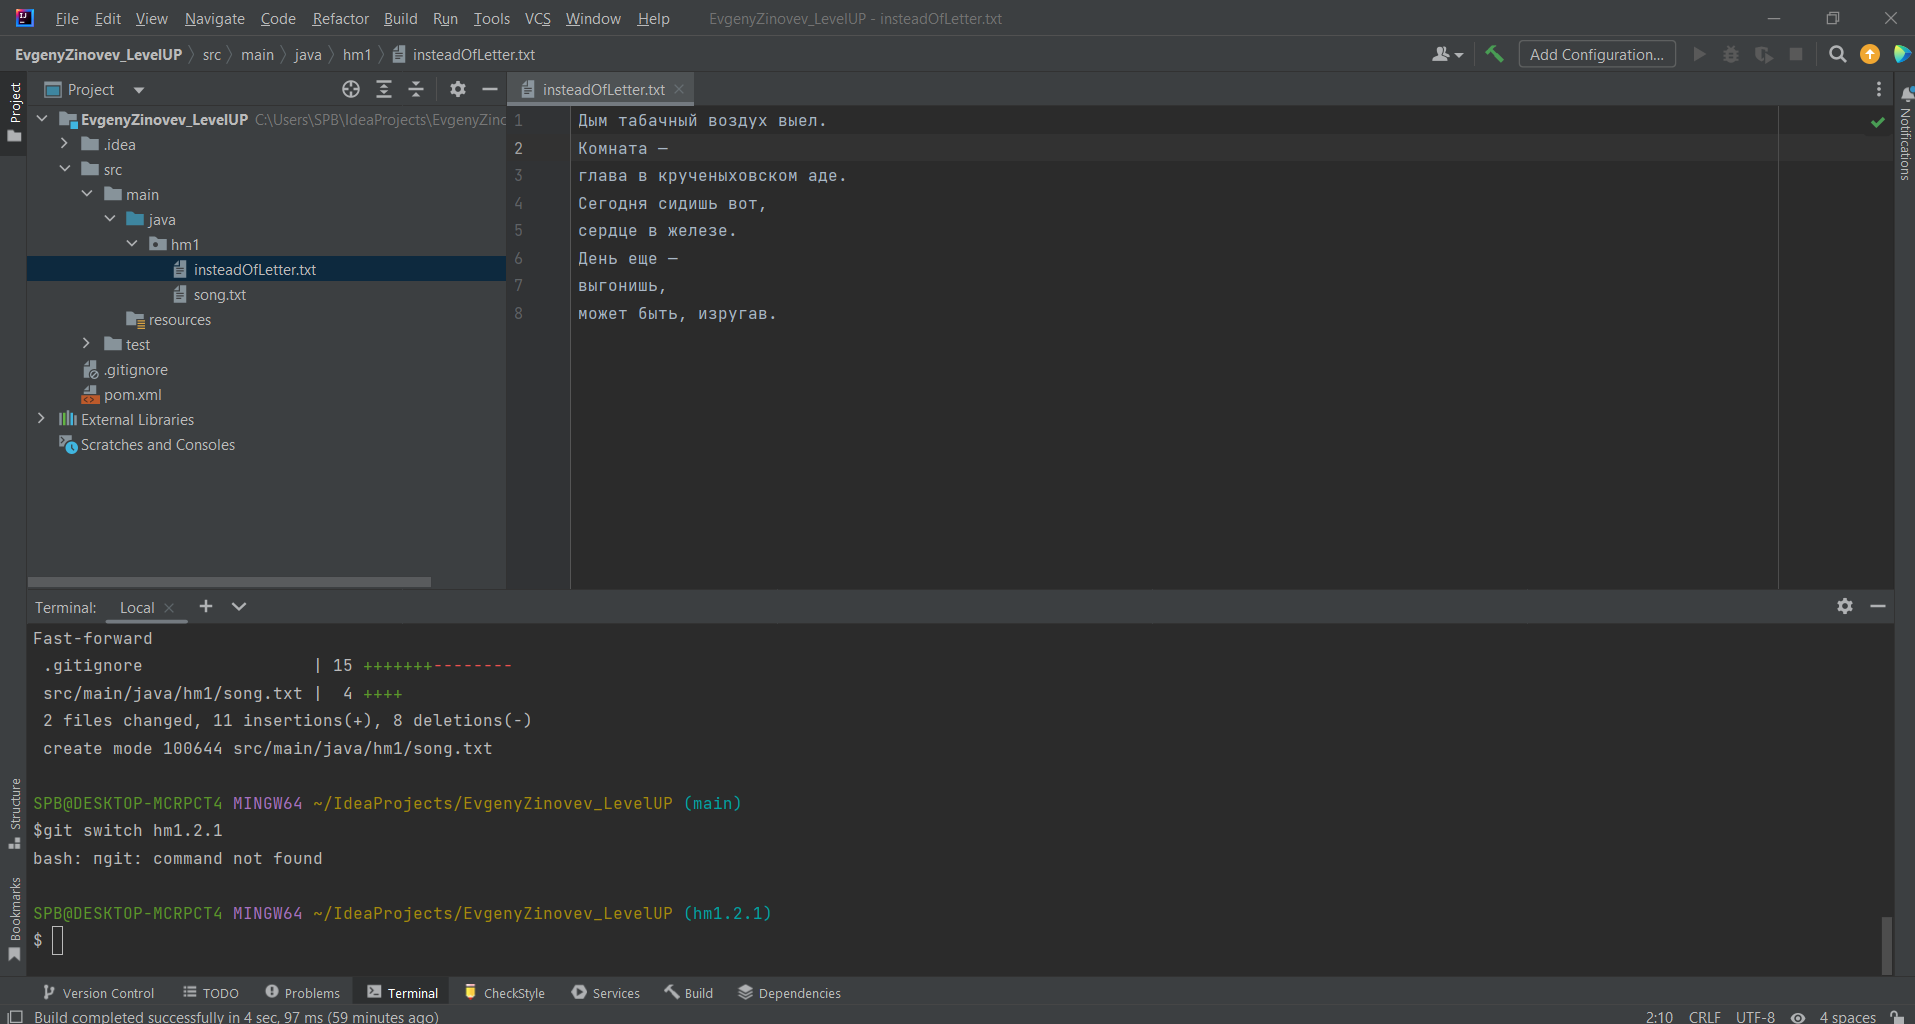 File Edit View Navigate Code Refactor Build Run Tools VCS Window Help EvgenyZinovev_LevelUP - insteadOfLetter.txt
EvgenyZinovev_LevelUP src main java hm1 insteadOfLetter.txt Add Configuration...
Project
Project
insteadOfLetter.txt
EvgenyZinovev_LevelUP C:\Users\SPB\IdeaProjects\EvgenyZino
.idea
src
main
java
hm1
insteadOfLetter.txt
song.txt
resources
test
.gitignore
pom.xml
External Libraries
Scratches and Consoles
1 Дым табачный воздух выел.
2 Комната —
3 глава в крученыховском аде.
4 Сегодня сидишь вот,
5 сердце в железе.
6 День еще —
7 выгонишь,
8 может быть, изругав.
Notifications
Terminal: Local
Fast-forward
.gitignore | 15 +++++++--------
src/main/java/hm1/song.txt | 4 ++++
2 files changed, 11 insertions(+), 8 deletions(-)
create mode 100644 src/main/java/hm1/song.txt
SPB@DESKTOP-MCRPCT4 MINGW64 ~/IdeaProjects/EvgenyZinovev_LevelUP (main)
$git switch hm1.2.1
bash: пgit: command not found
SPB@DESKTOP-MCRPCT4 MINGW64 ~/IdeaProjects/EvgenyZinovev_LevelUP (hm1.2.1)
$
Structure
Bookmarks
Version Control TODO Problems Terminal CheckStyle Services Build Dependencies
Build completed successfully in 4 sec, 97 ms (59 minutes ago) 2:10 CRLF UTF-8 4 spaces